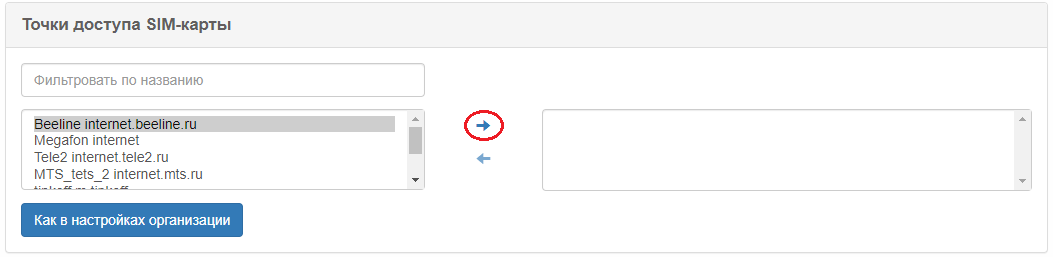 Точки доступа SIM-карты
Фильтровать по названию
Beeline internet.beeline.ru
Megafon internet
Tele2 internet.tele2.ru
MTS_tets_2 internet.mts.ru
Как в настройках организации